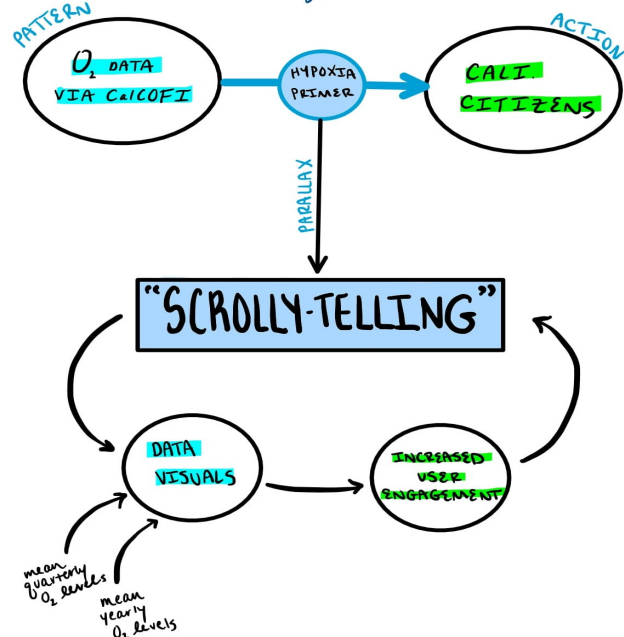 PATTERN
O₂ DATA
VIA CalCOFI
HYPOXIA
PRIMER
ACTION
CALI.
CITIZENS
PARALLAX
"SCROLLY-TELLING"
DATA
VISUALS
INCREASED
USER
ENGAGEMENT
mean
quarterly
O₂ levels
mean
yearly
O₂ levels